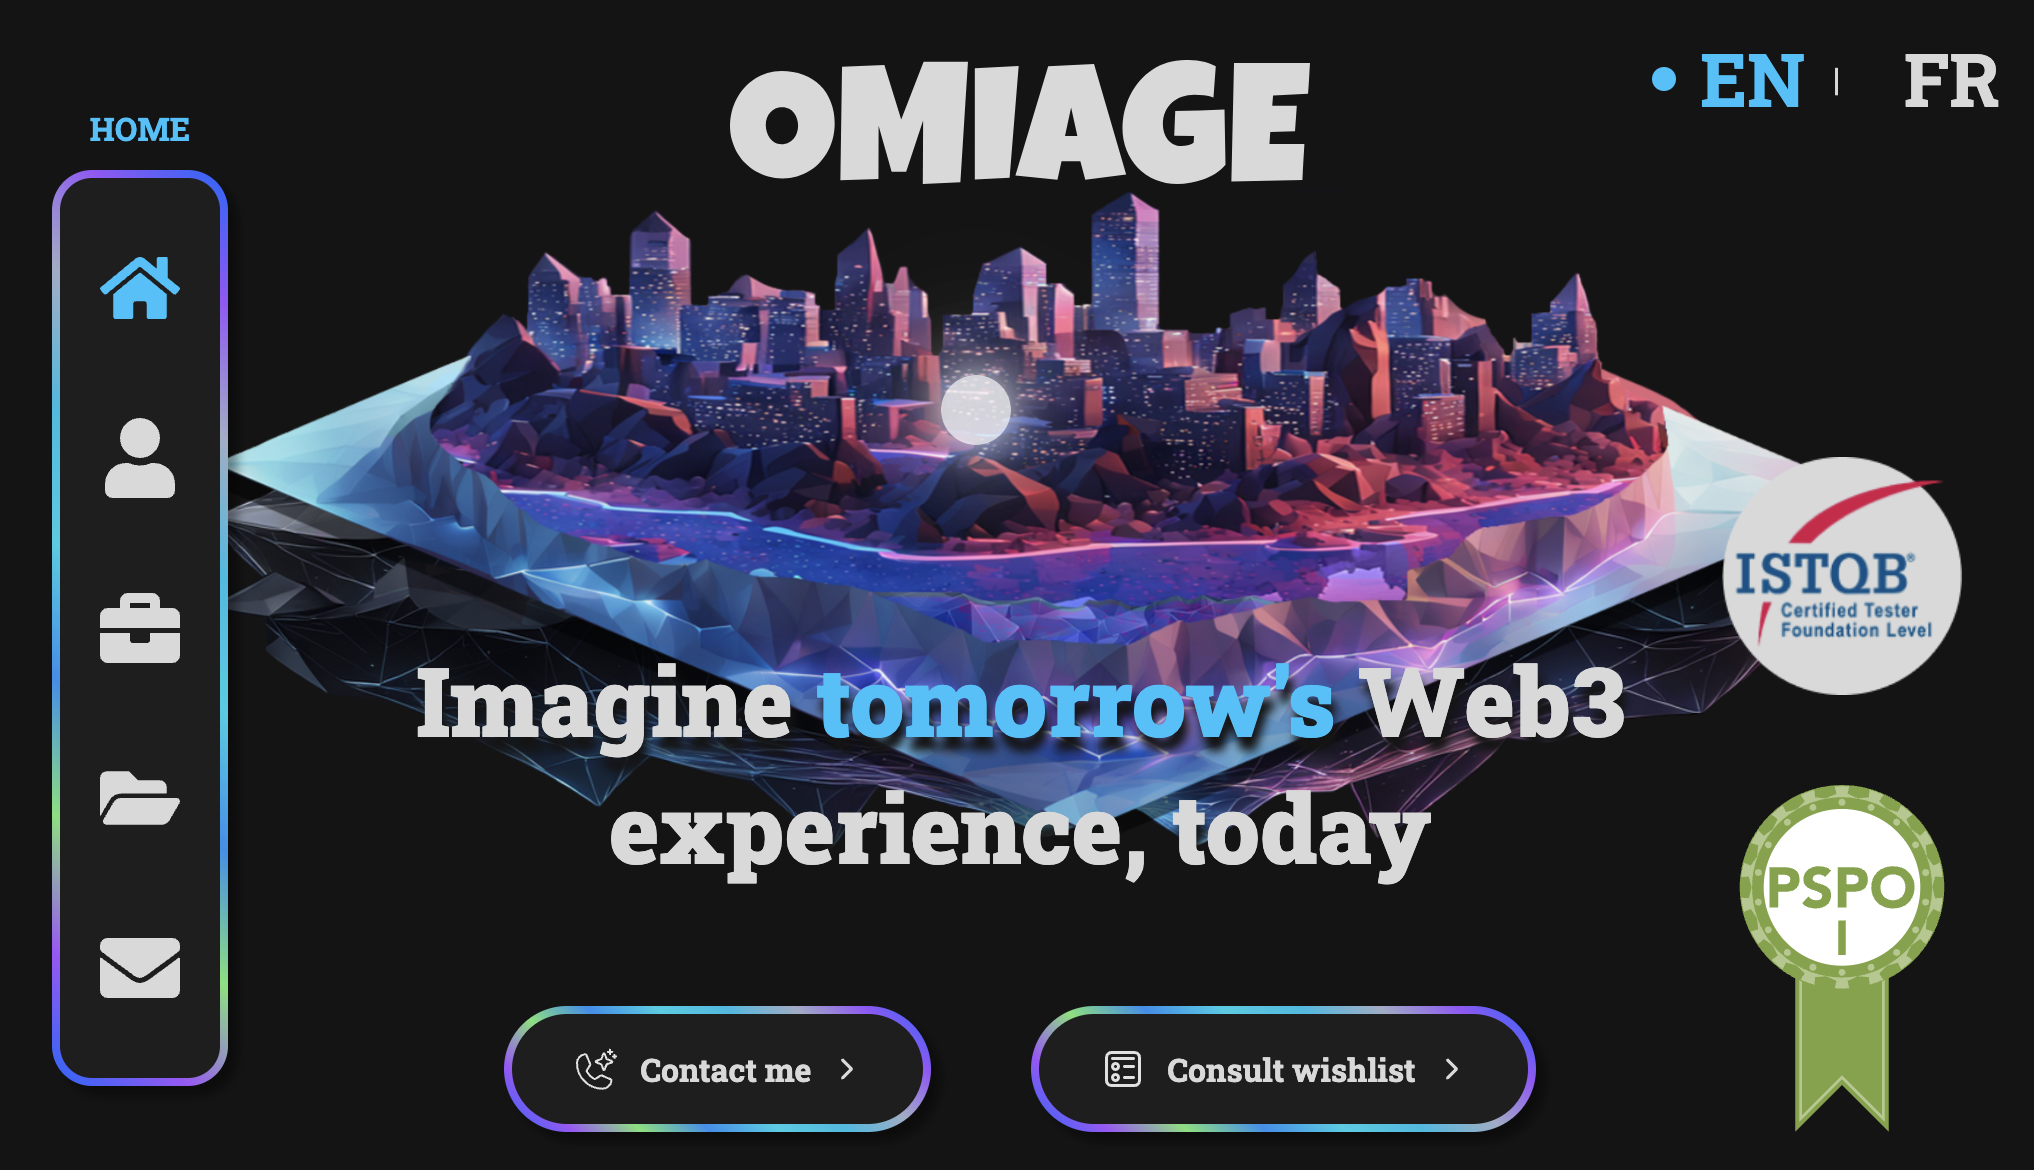 OMIAGE
EN | FR
HOME
ISTQB®
Certified Tester
Foundation Level
Imagine tomorrow's Web3
experience, today
PSPO
I
Contact me
Consult wishlist